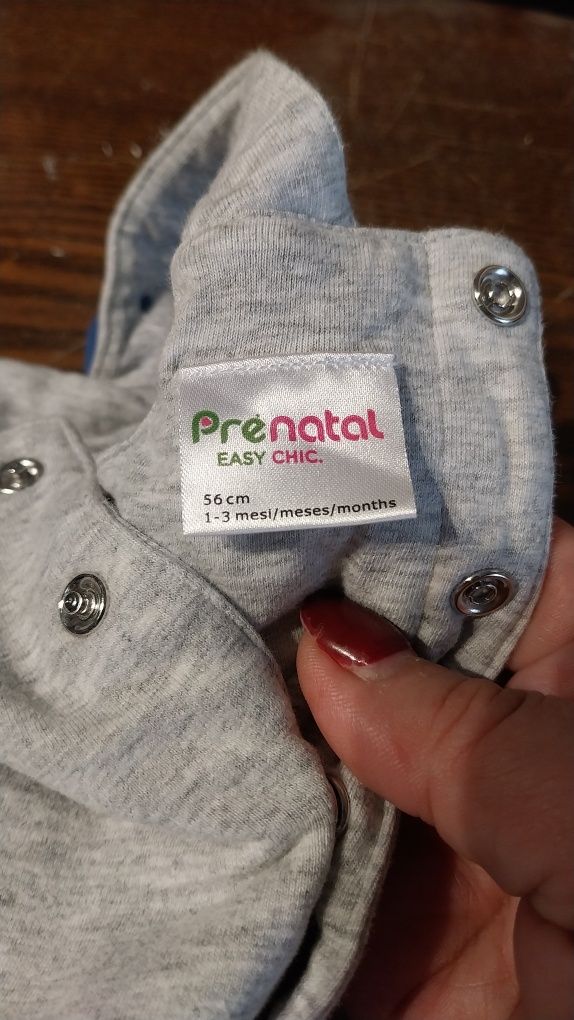 Prénatal
EASY CHIC.
56 cm
1-3 mesi/meses/months